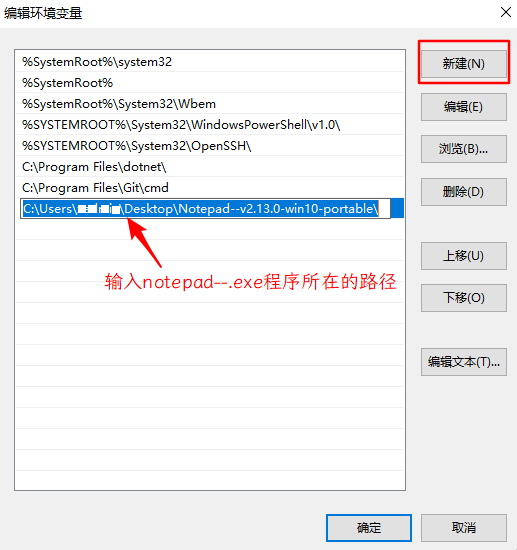 编辑环境变量
%SystemRoot%\system32
新建(N)
%SystemRoot%
%SystemRoot%\System32\Wbem
编辑(E)
%SYSTEMROOT%\System32\WindowsPowerShell\v1.0\
%SYSTEMROOT%\System32\OpenSSH\
浏览(B)...
C:\Program Files\dotnet\
C:\Program Files\Git\cmd
删除(D)
C:\Users\ \Desktop\Notepad--v2.13.0-win10-portable\
上移(U)
输入notepad--.exe程序所在的路径
下移(O)
编辑文本(T)...
确定
取消